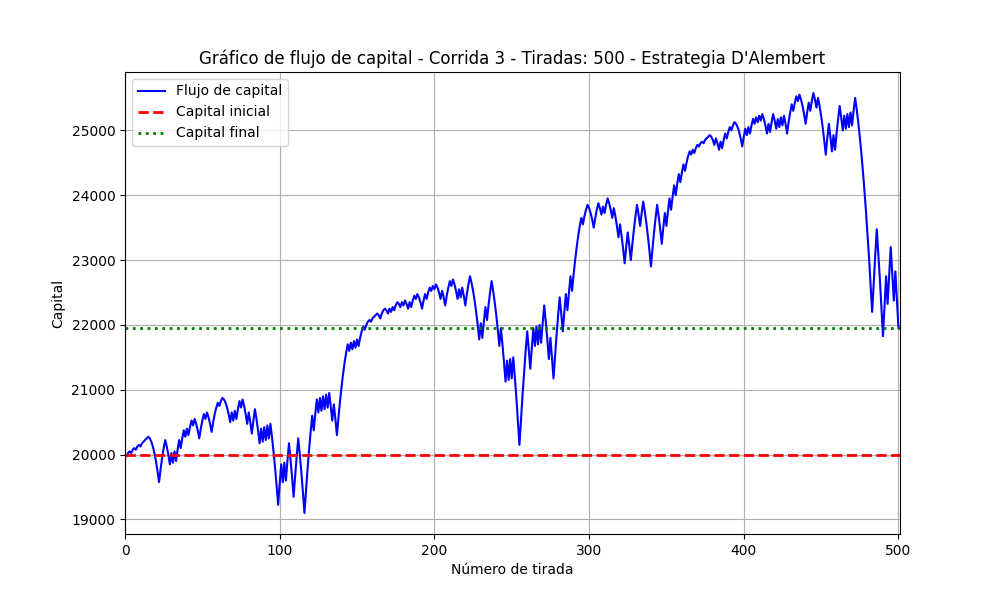 Gráfico de flujo de capital - Corrida 3 - Tiradas: 500 - Estrategia D'Alembert
Flujo de capital
Capital inicial
Capital final
Capital
25000
24000
23000
22000
21000
20000
19000
0
100
200
300
400
500
Número de tirada